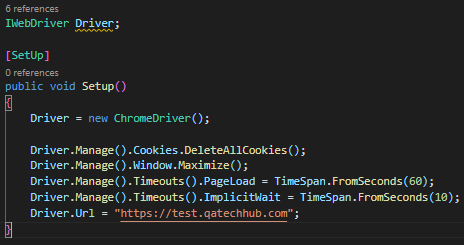 6 references
IWebDriver Driver;
[SetUp]
0 references
public void Setup()
{
Driver = new ChromeDriver();
Driver.Manage().Cookies.DeleteAllCookies();
Driver.Manage().Window.Maximize();
Driver.Manage().Timeouts().PageLoad = TimeSpan.FromSeconds(60);
Driver.Manage().Timeouts().ImplicitWait = TimeSpan.FromSeconds(10);
Driver.Url = "https://test.qatechhub.com";
}